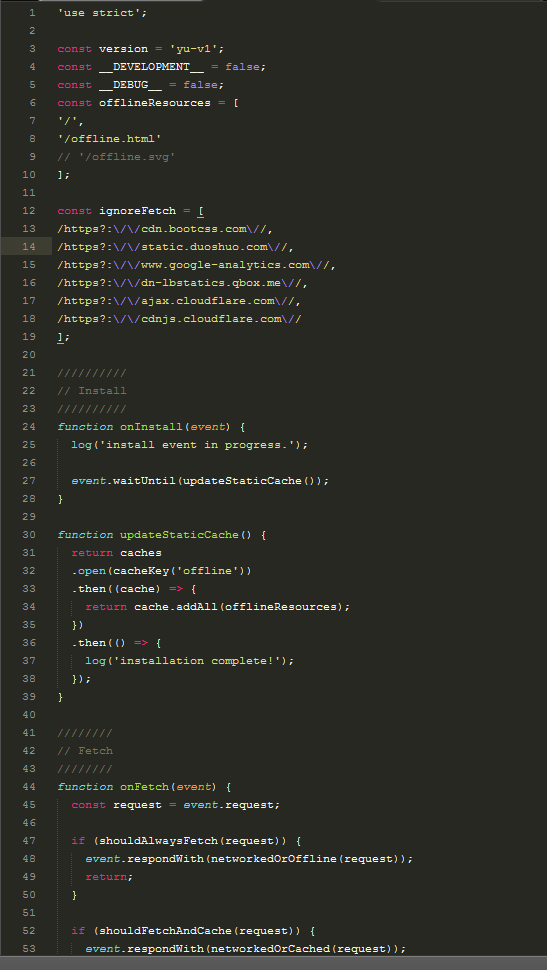 1 'use strict';
2
3 const version = 'yu-v1';
4 const __DEVELOPMENT__ = false;
5 const __DEBUG__ = false;
6 const offlineResources = [
7 '/',
8 '/offline.html'
9 // '/offline.svg'
10 ];
11
12 const ignoreFetch = [
13 /https?:\/\/cdn.bootcss.com\//,
14 /https?:\/\/static.duoshuo.com\//,
15 /https?:\/\/www.google-analytics.com\//,
16 /https?:\/\/dn-lbstatics.qbox.me\//,
17 /https?:\/\/ajax.cloudflare.com\//,
18 /https?:\/\/cdnjs.cloudflare.com\//
19 ];
20
21 //////////
22 // Install
23 //////////
24 function onInstall(event) {
25   log('install event in progress.');
26
27   event.waitUntil(updateStaticCache());
28 }
29
30 function updateStaticCache() {
31   return caches
32   .open(cacheKey('offline'))
33   .then((cache) => {
34     return cache.addAll(offlineResources);
35   })
36   .then(() => {
37     log('installation complete!');
38   });
39 }
40
41 ////////
42 // Fetch
43 ////////
44 function onFetch(event) {
45   const request = event.request;
46
47   if (shouldAlwaysFetch(request)) {
48     event.respondWith(networkedOrOffline(request));
49     return;
50   }
51
52   if (shouldFetchAndCache(request)) {
53     event.respondWith(networkedOrCached(request));